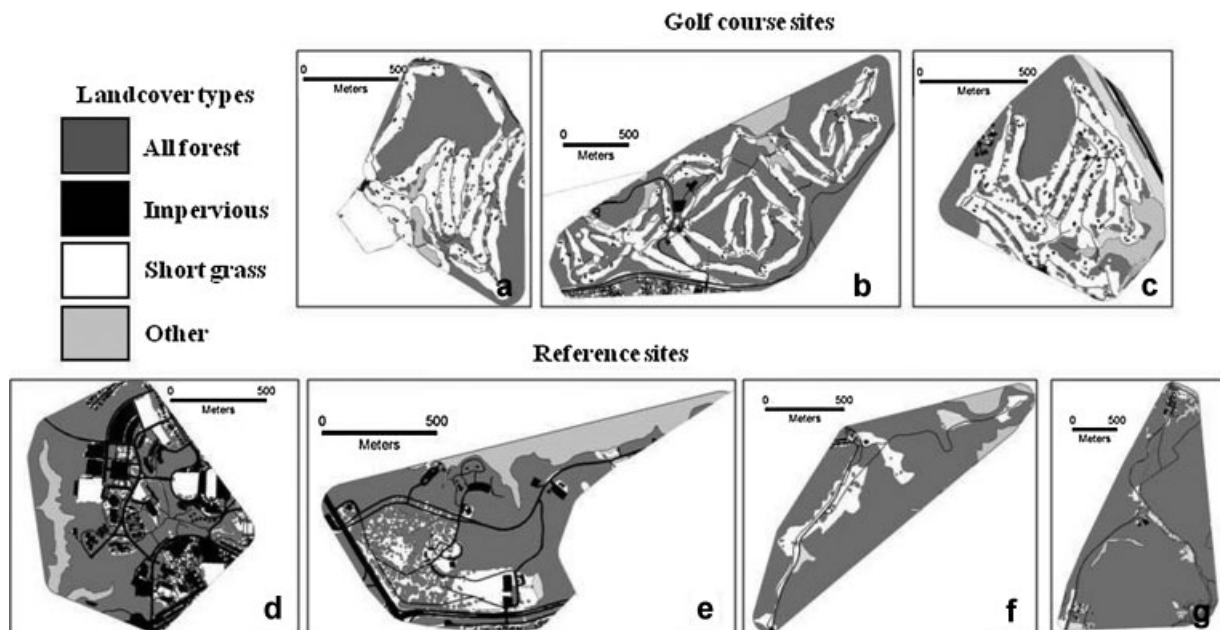 Golf course sites
Landcover types
All forest
Impervious
Short grass
Other
0 500
Meters
a
0 500
Meters
b
0 500
Meters
c
Reference sites
0 500
Meters
d
0 500
Meters
e
0 500
Meters
f
0 500
Meters
g